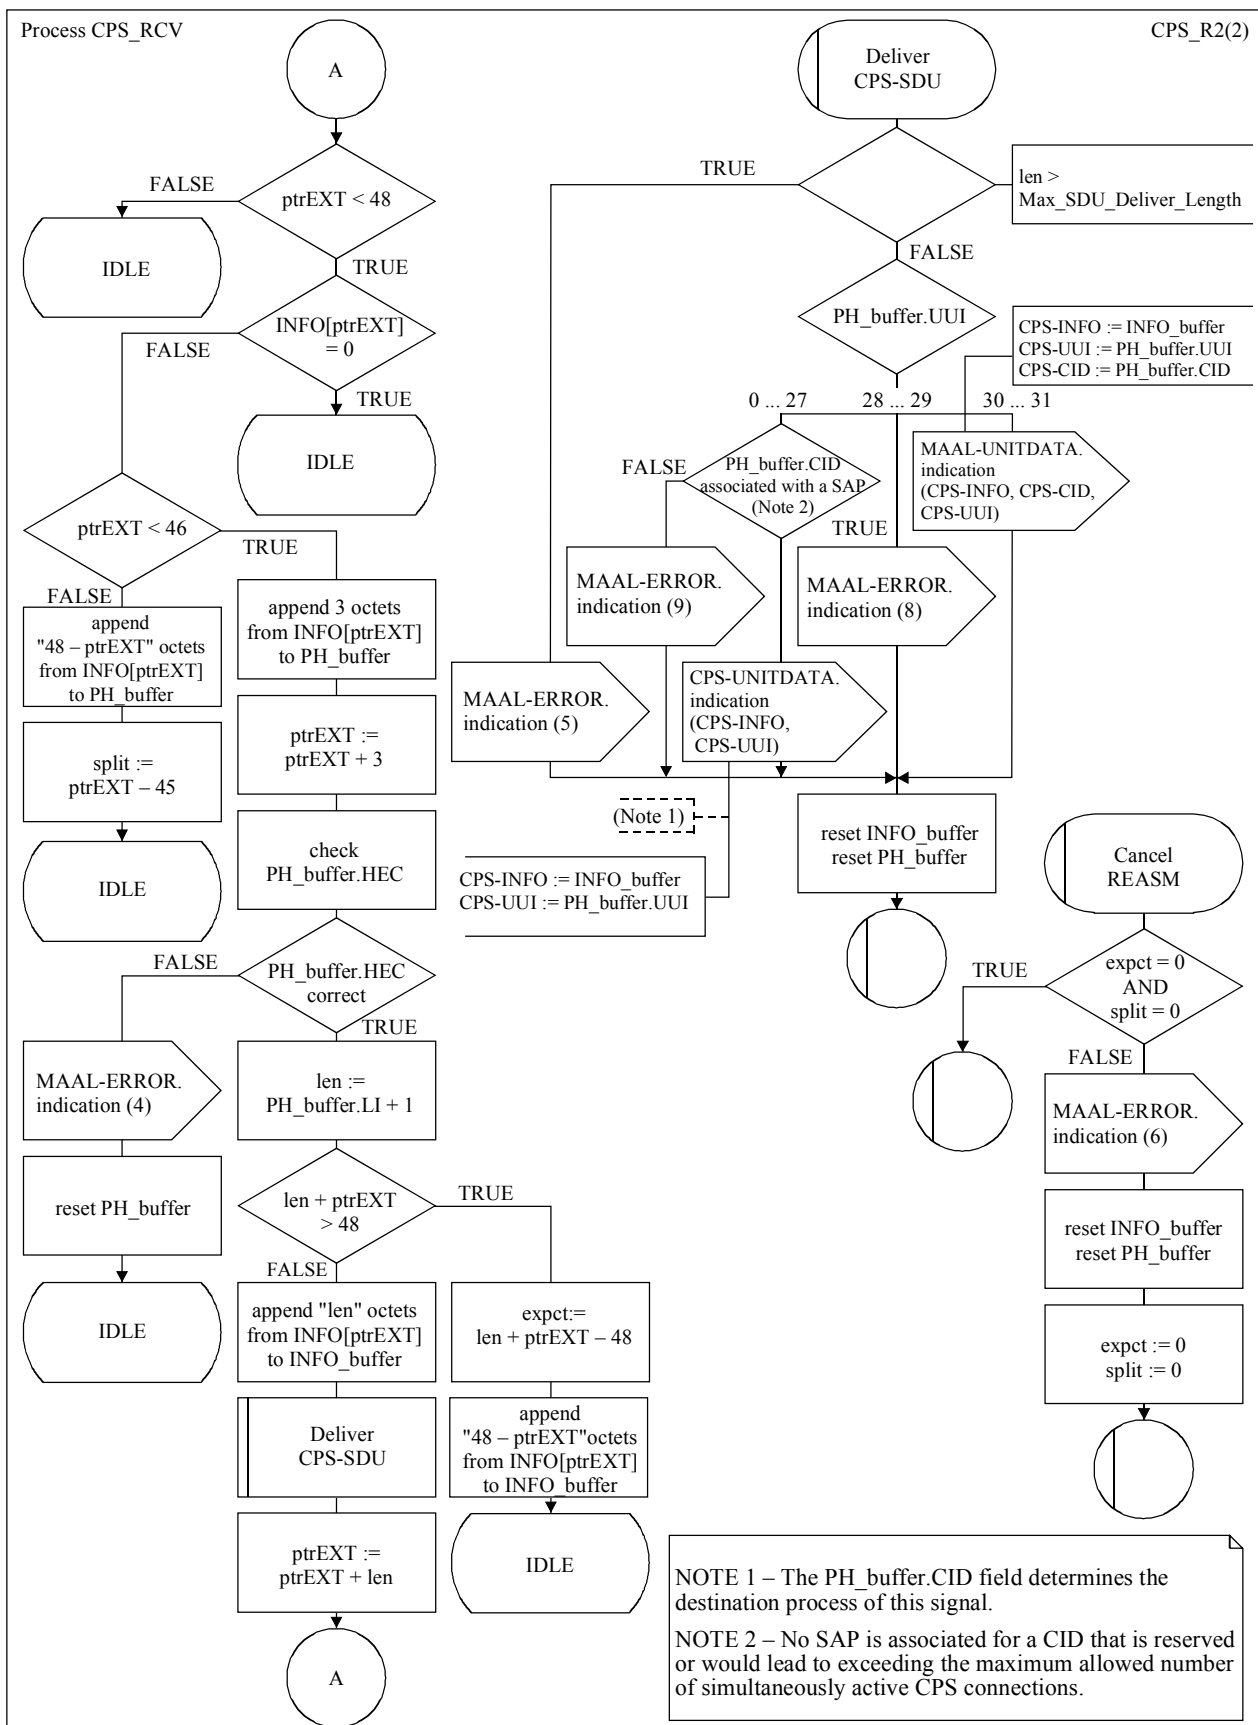 Process CPS_RCV
CPS_R2(2)
A
ptrEXT < 48
FALSE
IDLE
TRUE
INFO[ptrEXT]
= 0
FALSE
TRUE
IDLE
ptrEXT < 46
TRUE
FALSE
append
"48 – ptrEXT" octets
from INFO[ptrEXT]
to PH_buffer
split :=
ptrEXT – 45
IDLE
append 3 octets
from INFO[ptrEXT]
to PH_buffer
ptrEXT :=
ptrEXT + 3
check
PH_buffer.HEC
PH_buffer.HEC
correct
FALSE
TRUE
MAAL-ERROR.
indication (4)
reset PH_buffer
IDLE
len :=
PH_buffer.LI + 1
len + ptrEXT
> 48
TRUE
FALSE
append "len" octets
from INFO[ptrEXT]
to INFO_buffer
Deliver
CPS-SDU
ptrEXT :=
ptrEXT + len
A
expct:=
len + ptrEXT – 48
append
"48 – ptrEXT"octets
from INFO[ptrEXT]
to INFO_buffer
IDLE
Deliver
CPS-SDU
TRUE
len >
Max_SDU_Deliver_Length
FALSE
PH_buffer.UUI
CPS-INFO := INFO_buffer
CPS-UUI := PH_buffer.UUI
CPS-CID := PH_buffer.CID
0 ... 27
28 ... 29
30 ... 31
FALSE
PH_buffer.CID
associated with a SAP
(Note 2)
TRUE
MAAL-UNITDATA.
indication
(CPS-INFO, CPS-CID,
CPS-UUI)
MAAL-ERROR.
indication (9)
MAAL-ERROR.
indication (8)
MAAL-ERROR.
indication (5)
CPS-UNITDATA.
indication
(CPS-INFO,
CPS-UUI)
(Note 1)
CPS-INFO := INFO_buffer
CPS-UUI := PH_buffer.UUI
reset INFO_buffer
reset PH_buffer
Cancel
REASM
expct = 0
AND
split = 0
TRUE
FALSE
MAAL-ERROR.
indication (6)
reset INFO_buffer
reset PH_buffer
expct := 0
split := 0
NOTE 1 – The PH_buffer.CID field determines the
destination process of this signal.
NOTE 2 – No SAP is associated for a CID that is reserved
or would lead to exceeding the maximum allowed number
of simultaneously active CPS connections.